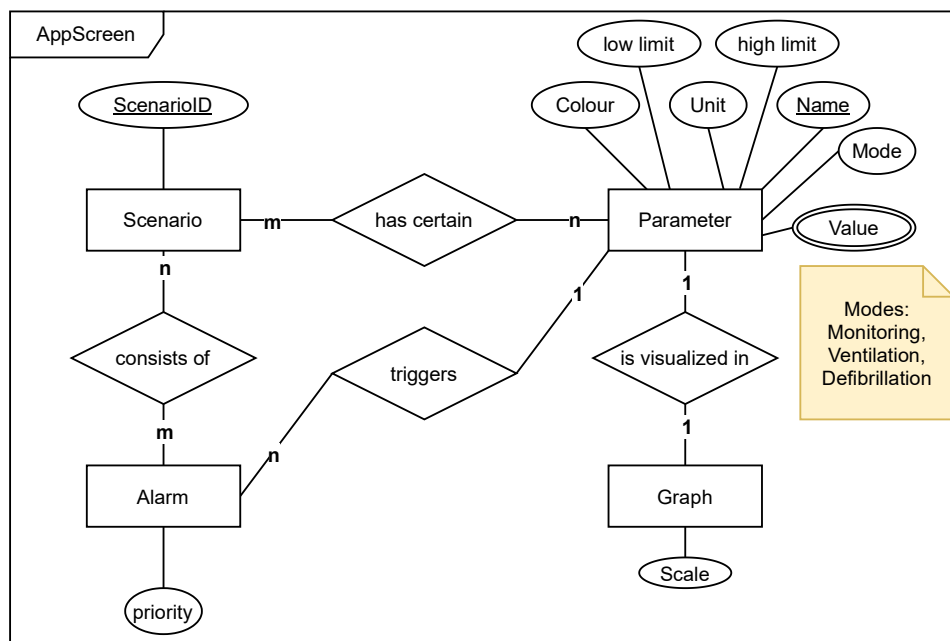 AppScreen
low limit
high limit
ScenarioID
Colour
Unit
Name
Mode
Scenario
m
has certain
n
Parameter
Value
n
1
1
Modes:
Monitoring,
Ventilation,
Defibrillation
consists of
triggers
is visualized in
m
n
1
Alarm
Graph
Scale
priority